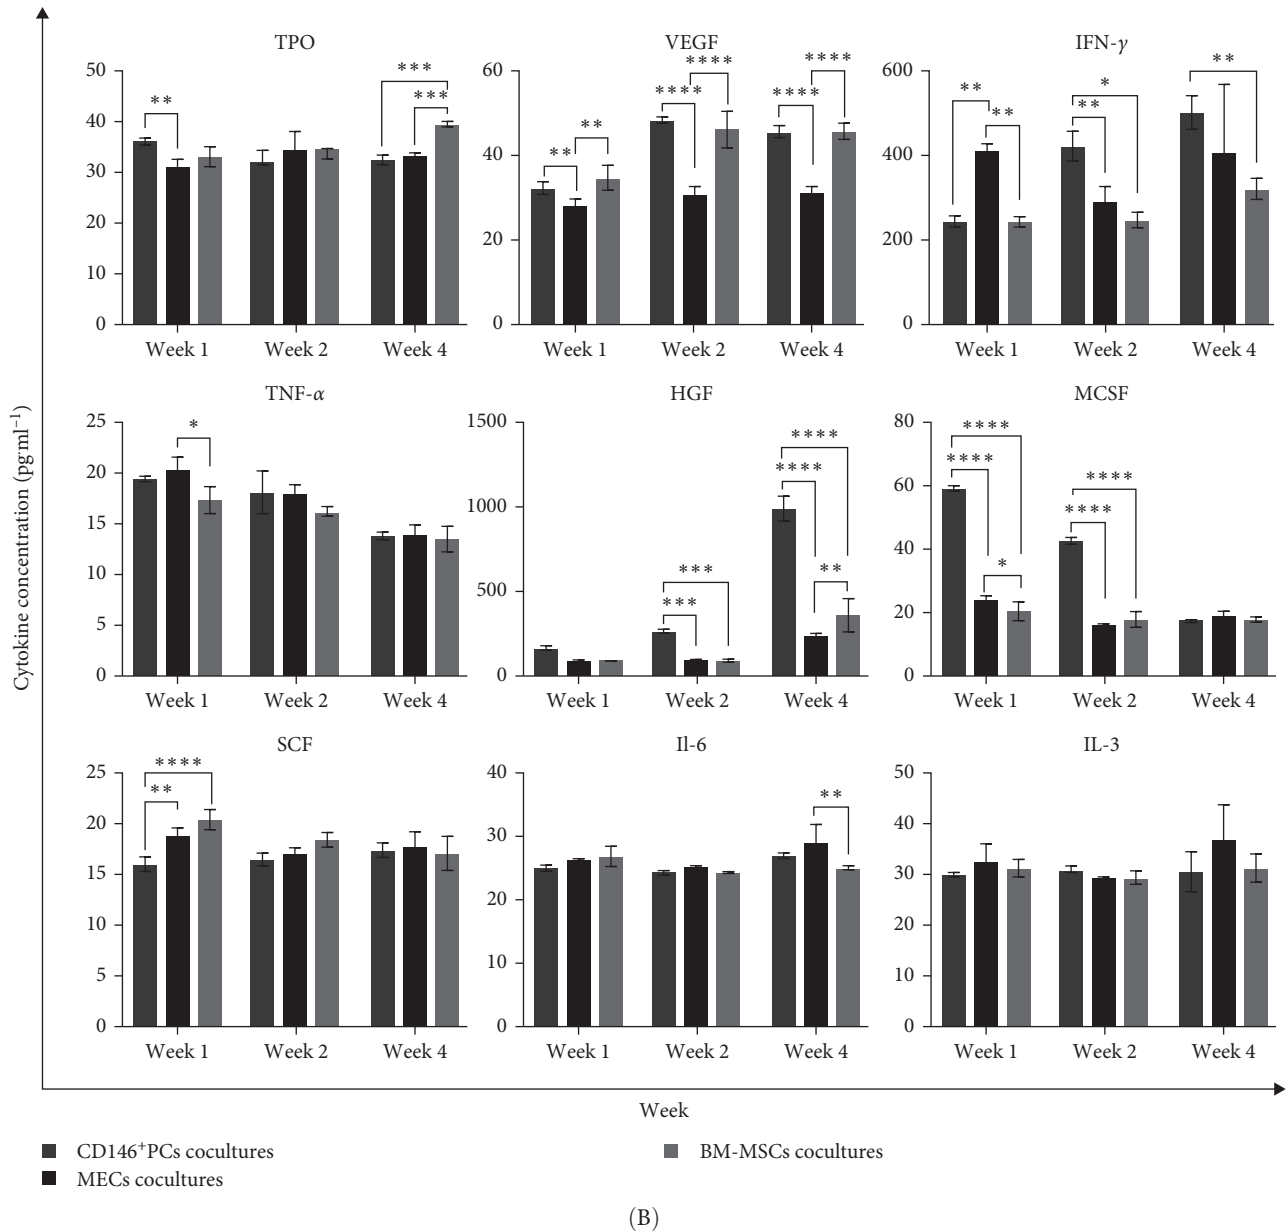 Cytokine concentration (pg·ml⁻¹)
TPO
50
40
30
20
10
0
** *** ***
Week 1 Week 2 Week 4
VEGF
60
40
20
0
** ** **** **** **** ****
Week 1 Week 2 Week 4
IFN-γ
600
400
200
0
** ** ** * **
Week 1 Week 2 Week 4
TNF-α
25
20
15
10
5
0
*
Week 1 Week 2 Week 4
HGF
1500
1000
500
0
*** *** **** **** **
Week 1 Week 2 Week 4
MCSF
80
60
40
20
0
**** **** * **** ****
Week 1 Week 2 Week 4
SCF
25
20
15
10
5
0
**** **
Week 1 Week 2 Week 4
Il-6
40
30
20
10
0
**
Week 1 Week 2 Week 4
IL-3
50
40
30
20
10
0
Week 1 Week 2 Week 4
Week
CD146⁺PCs cocultures
MECs cocultures
BM-MSCs cocultures
(B)